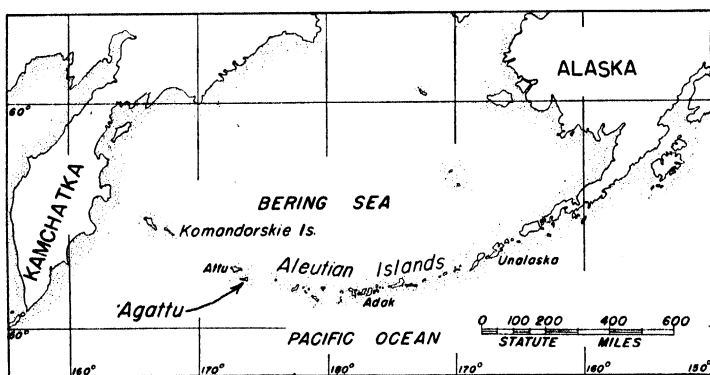 ALASKA
60°
KAMCHATKA
BERING SEA
Komandorskie Is.
Attu
Aleutian Islands
Unalaska
Agattu
Adak
0 100 200 400 600
STATUTE MILES
50°
PACIFIC OCEAN
160° 170° 180° 170° 160° 150°